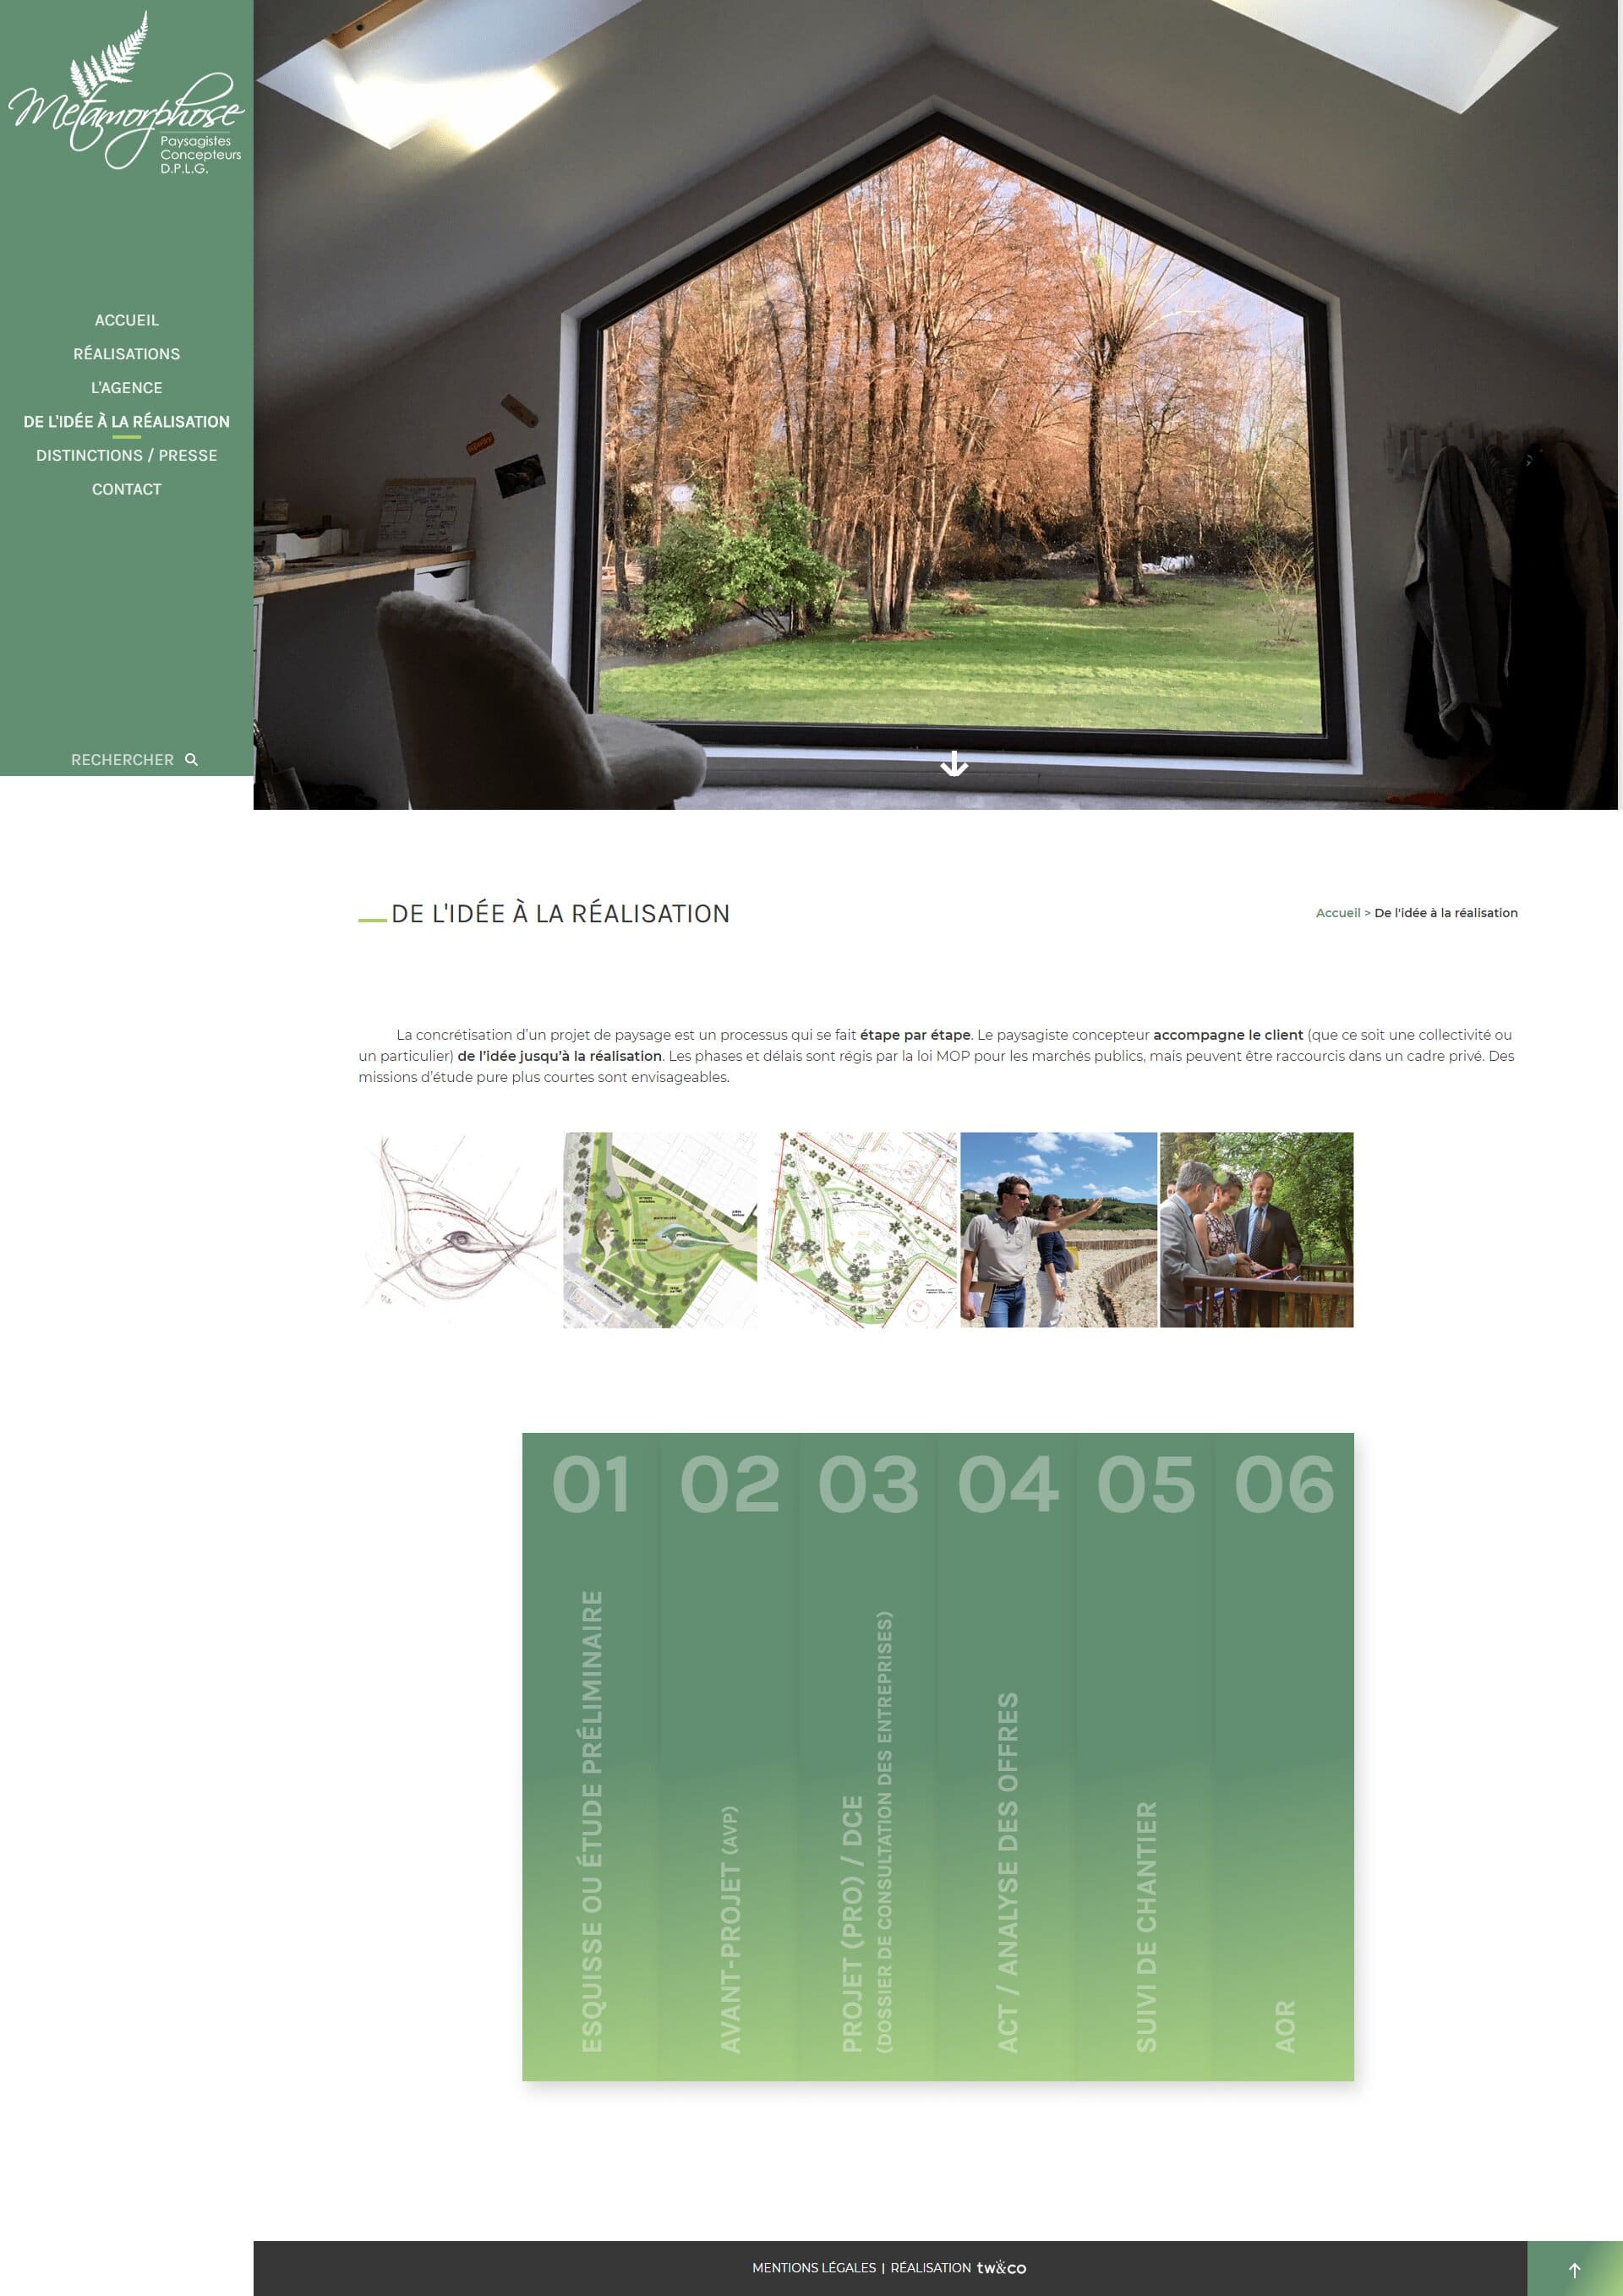 Metamorphose
Paysagistes
Concepteurs
D.P.L.G.
ACCUEIL
RÉALISATIONS
L'AGENCE
DE L'IDÉE À LA RÉALISATION
DISTINCTIONS / PRESSE
CONTACT
RECHERCHER
DE L'IDÉE À LA RÉALISATION
Accueil > De l'idée à la réalisation
La concrétisation d’un projet de paysage est un processus qui se fait étape par étape. Le paysagiste concepteur accompagne le client (que ce soit une collectivité ou
un particulier) de l’idée jusqu’à la réalisation. Les phases et délais sont régis par la loi MOP pour les marchés publics, mais peuvent être raccourcis dans un cadre privé. Des
missions d’étude pure plus courtes sont envisageables.
01
ESQUISSE OU ÉTUDE PRÉLIMINAIRE
02
AVANT-PROJET (AVP)
03
PROJET (PRO) / DCE
(DOSSIER DE CONSULTATION DES ENTREPRISES)
04
ACT / ANALYSE DES OFFRES
05
SUIVI DE CHANTIER
06
AOR
MENTIONS LÉGALES | RÉALISATION tw&co